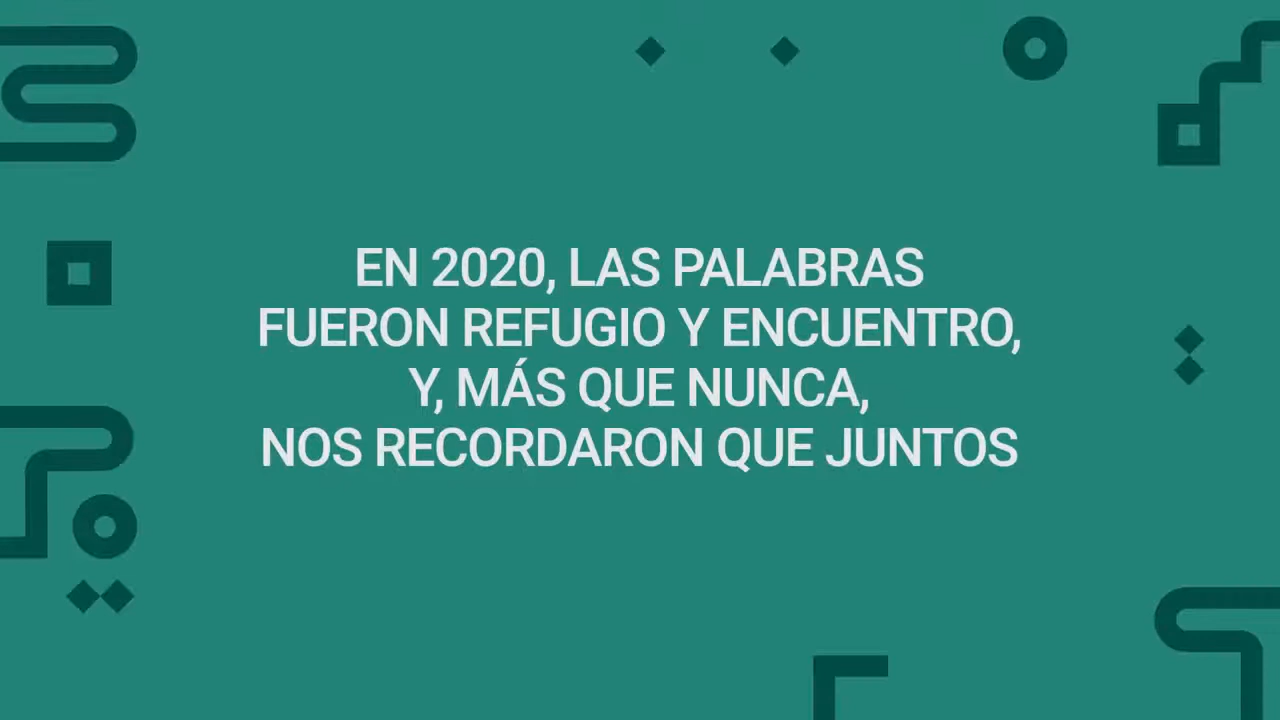 EN 2020, LAS PALABRAS
FUERON REFUGIO Y ENCUENTRO,
Y, MÁS QUE NUNCA,
NOS RECORDARON QUE JUNTOS